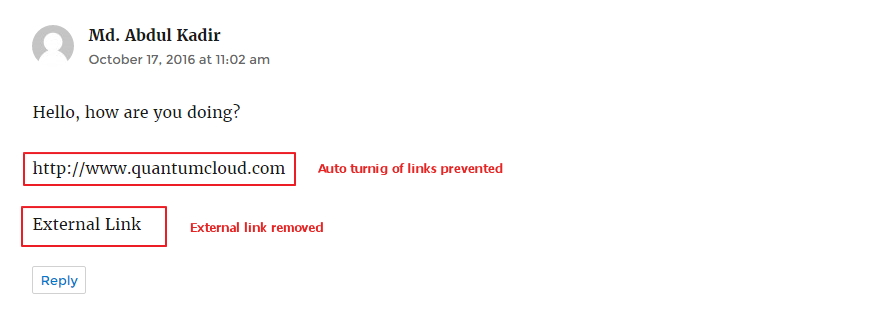 Md. Abdul Kadir
October 17, 2016 at 11:02 am
Hello, how are you doing?
http://www.quantumcloud.com Auto turnig of links prevented
External Link External link removed
Reply